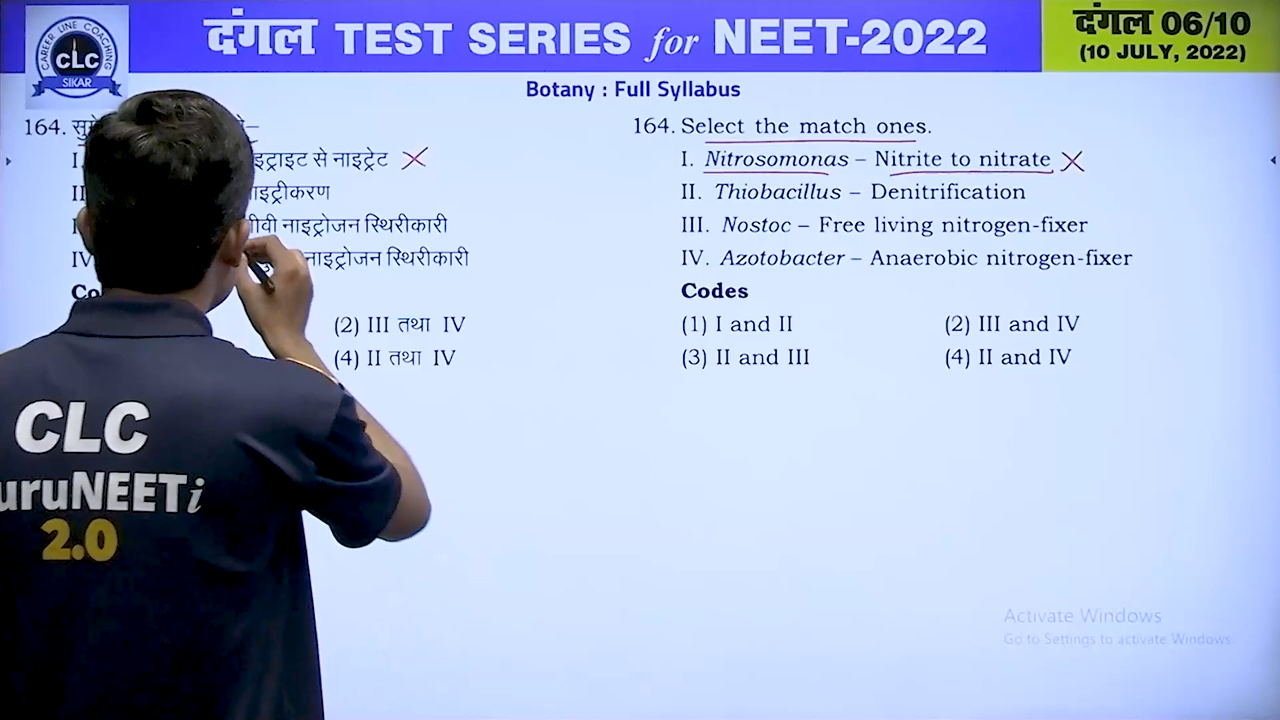 CAREER LINE COACHING
CLC
SIKAR
दंगल TEST SERIES for NEET-2022
दंगल 06/10
(10 JULY, 2022)
Botany : Full Syllabus
164.
से नाइट्रेट
नाइट्रोजन स्थिरीकारी
नाइट्रोजन स्थिरीकारी
(2) III तथा IV
(4) II तथा IV
164. Select the match ones.
I. Nitrosomonas – Nitrite to nitrate
II. Thiobacillus – Denitrification
III. Nostoc – Free living nitrogen-fixer
IV. Azotobacter – Anaerobic nitrogen-fixer
Codes
(1) I and II (2) III and IV
(3) II and III (4) II and IV
CLC
uruNEETi
2.0
Activate Windows
Go to Settings to activate Windows.